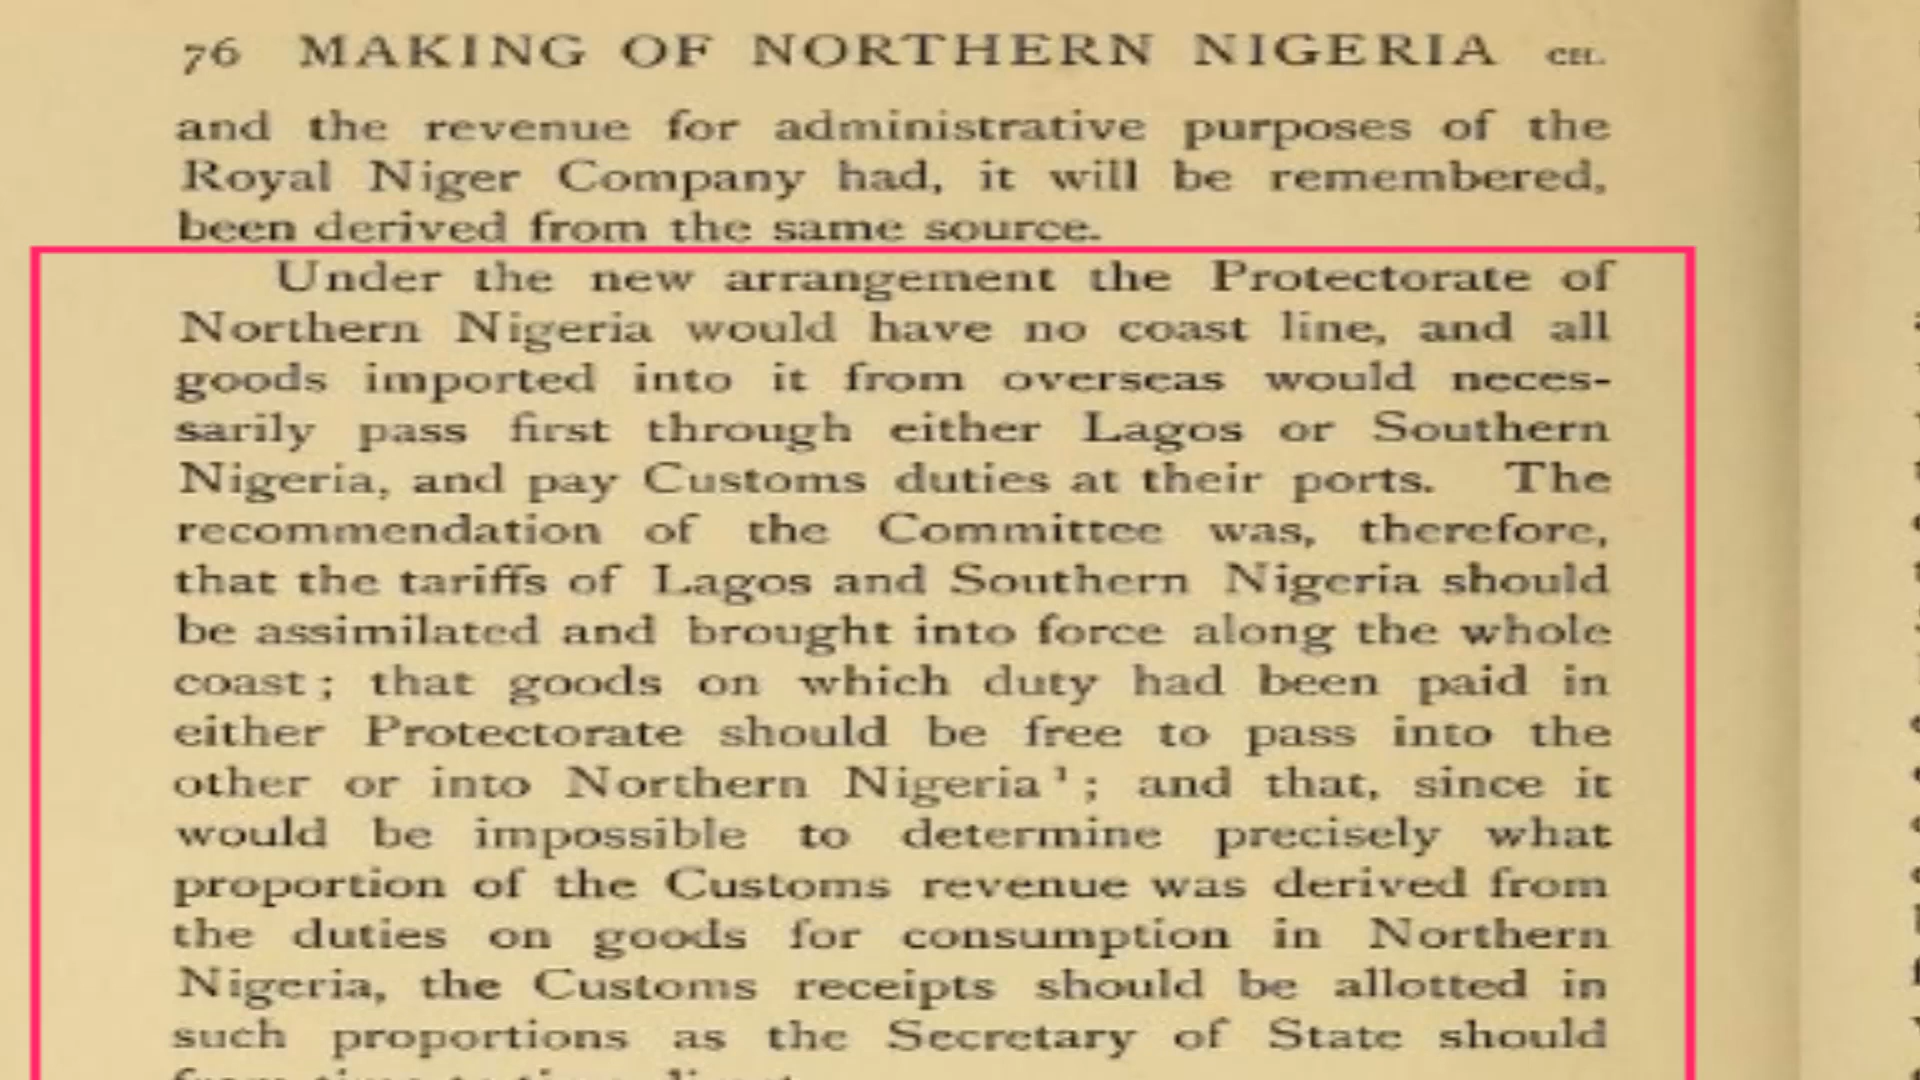 76 MAKING OF NORTHERN NIGERIA CH.
and the revenue for administrative purposes of the
Royal Niger Company had, it will be remembered,
been derived from the same source.
Under the new arrangement the Protectorate of
Northern Nigeria would have no coast line, and all
goods imported into it from overseas would neces-
sarily pass first through either Lagos or Southern
Nigeria, and pay Customs duties at their ports. The
recommendation of the Committee was, therefore,
that the tariffs of Lagos and Southern Nigeria should
be assimilated and brought into force along the whole
coast; that goods on which duty had been paid in
either Protectorate should be free to pass into the
other or into Northern Nigeria¹; and that, since it
would be impossible to determine precisely what
proportion of the Customs revenue was derived from
the duties on goods for consumption in Northern
Nigeria, the Customs receipts should be allotted in
such proportions as the Secretary of State should